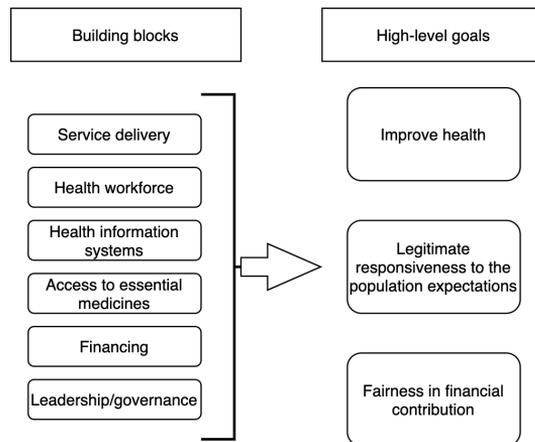 Building blocks
High-level goals
Service delivery
Health workforce
Health information
systems
Access to essential
medicines
Financing
Leadership/governance
Improve health
Legitimate
responsiveness to the
population expectations
Fairness in financial
contribution